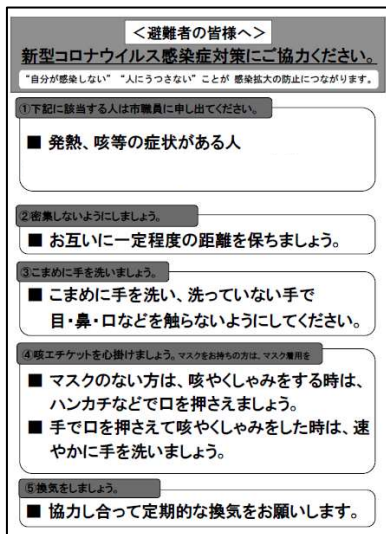 ＜避難者の皆様へ＞
新型コロナウイルス感染症対策にご協力ください。
“自分が感染しない” “人にうつさない” ことが 感染拡大の防止につながります。
①下記に該当する人は市職員に申し出てください。
■ 発熱、咳等の症状がある人
②密集しないようにしましょう。
■ お互いに一定程度の距離を保ちましょう。
③こまめに手を洗いましょう。
■ こまめに手を洗い、洗っていない手で
目・鼻・口などを触らないようにしてください。
④咳エチケットを心掛けましょう。マスクをお持ちの方は、マスク着用を
■ マスクのない方は、咳やくしゃみをする時は、
ハンカチなどで口を押さえましょう。
■ 手で口を押さえて咳やくしゃみをした時は、速
やかに手を洗いましょう。
⑤換気をしましょう。
■ 協力し合って定期的な換気をお願いします。